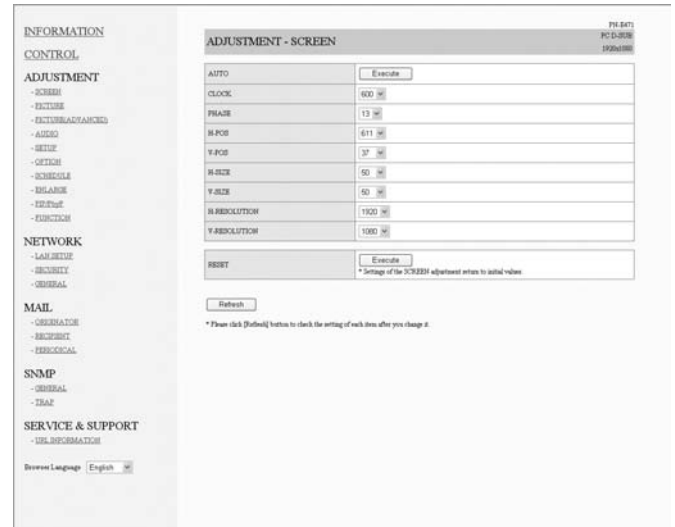 INFORMATION
CONTROL
ADJUSTMENT
- SCREEN
- PICTURE
- PICTURE(ADVANCED)
- AUDIO
- SETUP
- OPTION
- SCHEDULE
- ENLARGE
- PIP/PbyP
- FUNCTION
NETWORK
- LAN SETUP
- SECURITY
- GENERAL
MAIL
- ORIGINATOR
- RECIPIENT
- PERIODICAL
SNMP
- GENERAL
- TRAP
SERVICE & SUPPORT
- URL INFORMATION
Browser Language English
PN-E471
ADJUSTMENT - SCREEN PC D-SUB
1920x1080
AUTO Execute
CLOCK 600
PHASE 13
H-POS 611
V-POS 37
H-SIZE 50
V-SIZE 50
H-RESOLUTION 1920
V-RESOLUTION 1080
RESET Execute
* Settings of the SCREEN adjustment return to initial values.
Refresh
* Please click [Refresh] button to check the setting of each item after you change it.